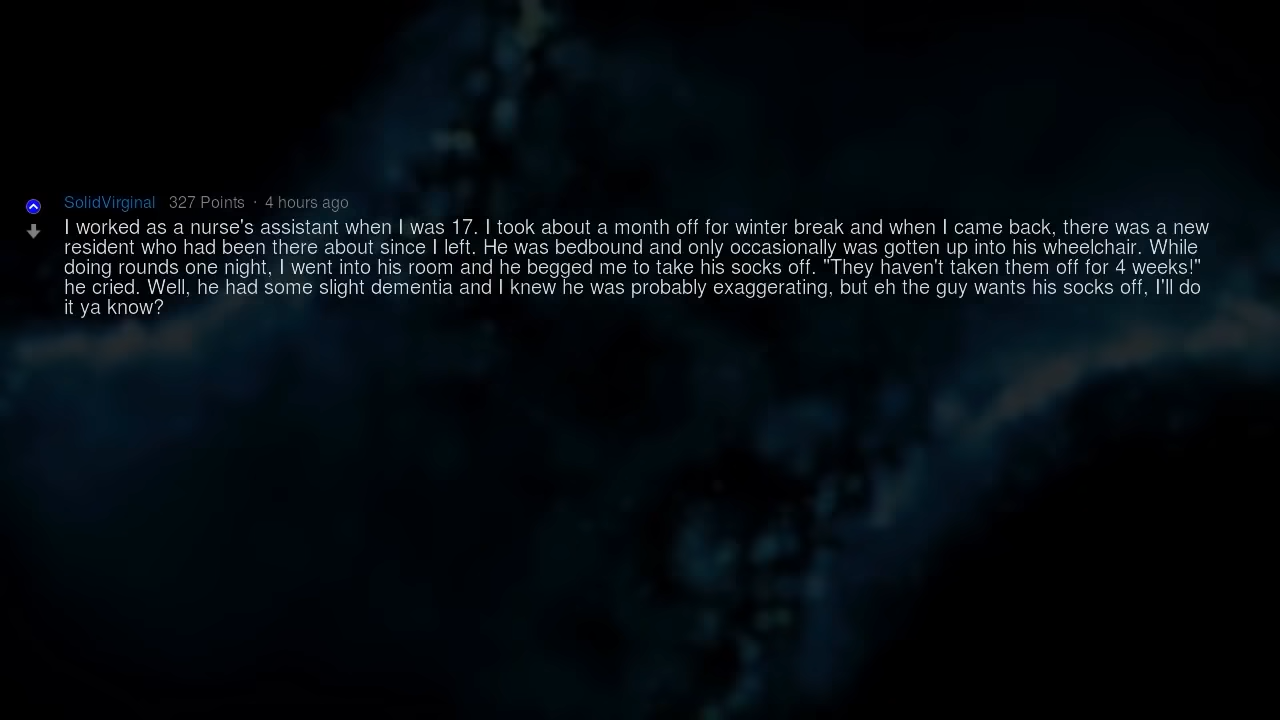 SolidVirginal 327 Points · 4 hours ago
I worked as a nurse's assistant when I was 17. I took about a month off for winter break and when I came back, there was a new
resident who had been there about since I left. He was bedbound and only occasionally was gotten up into his wheelchair. While
doing rounds one night, I went into his room and he begged me to take his socks off. "They haven't taken them off for 4 weeks!"
he cried. Well, he had some slight dementia and I knew he was probably exaggerating, but eh the guy wants his socks off, I'll do
it ya know?